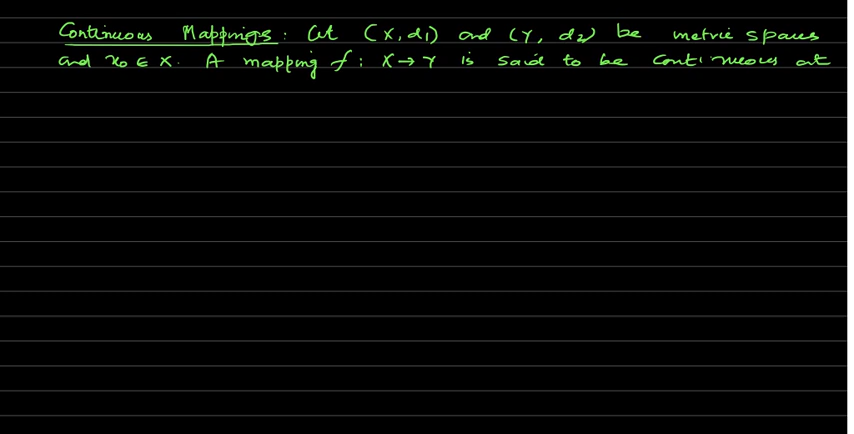 Continuous Mappings : Let (X, d₁) and (Y, d₂) be metric spaces
and x₀ ∈ X. A mapping f : X → Y is said to be continuous at